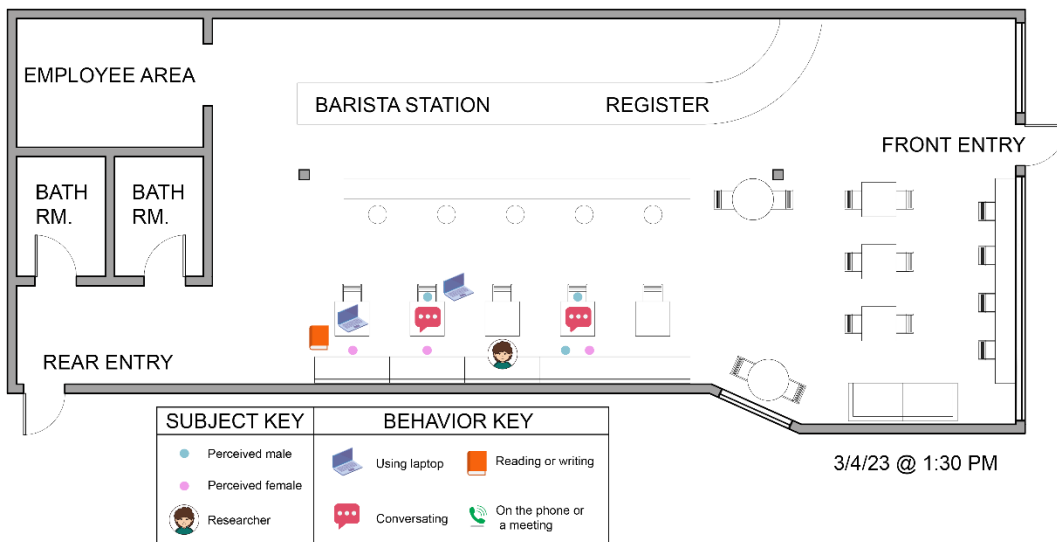 EMPLOYEE AREA
BARISTA STATION
REGISTER
FRONT ENTRY
BATH
RM.
BATH
RM.
REAR ENTRY
SUBJECT KEY
BEHAVIOR KEY
Perceived male
Using laptop
Reading or writing
Perceived female
Researcher
Conversating
On the phone or
a meeting
3/4/23 @ 1:30 PM